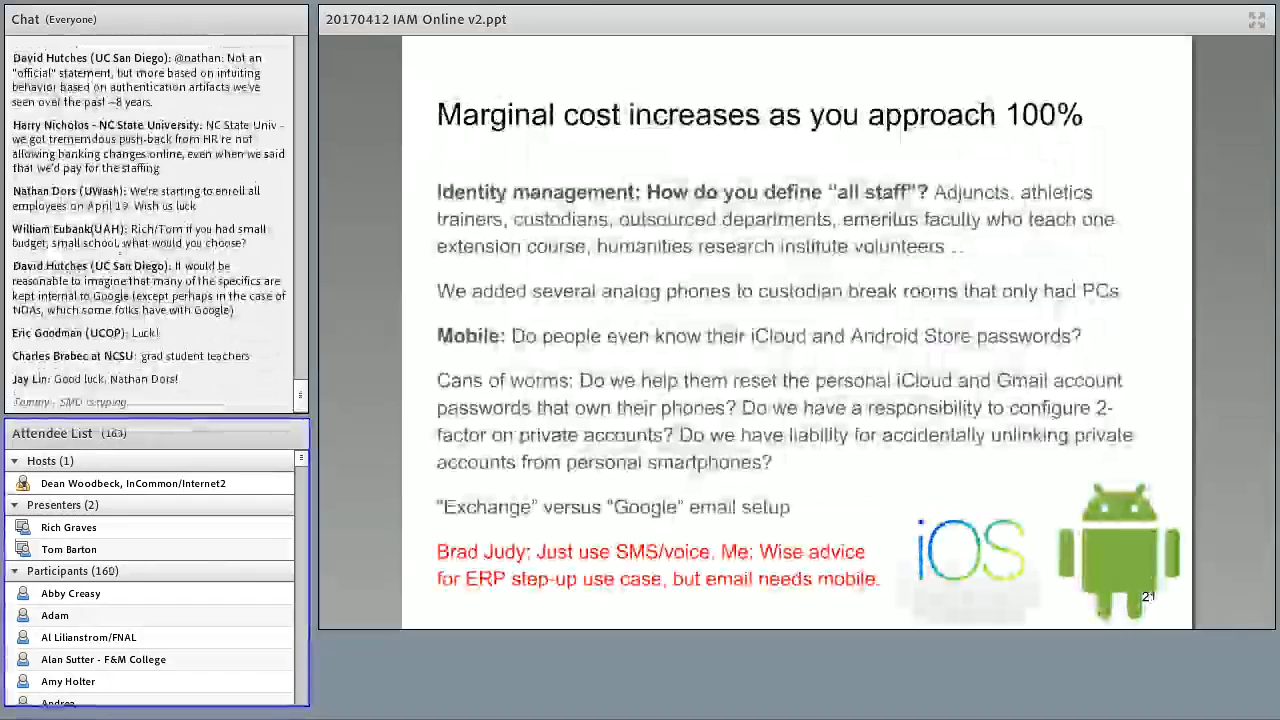 Chat (Everyone)
David Hutches (UC San Diego): @nathan: Not an
"official" statement, but more based on intuiting
behavior based on authentication artifacts we've
seen over the past ~8 years.
Harry Nicholos - NC State University: NC State Univ -
we got tremendous push-back from HR re not
allowing banking changes online, even when we said
that we'd pay for the staffing
Nathan Dors (UWash): We're starting to enroll all
employees on April 19. Wish us luck
William Eubank(UAH): Rich/Tom if you had small
budget, small school, what would you choose?
David Hutches (UC San Diego): It would be
reasonable to imagine that many of the specifics are
kept internal to Google (except perhaps in the case of
NDAs, which some folks have with Google)
Eric Goodman (UCOP): Luck!
Charles Brabec at NCSU: grad student teachers
Jay Lin: Good luck, Nathan Dors!
Tommy - SMU is typing
Attendee List (163)
Hosts (1)
Dean Woodbeck, InCommon/Internet2
Presenters (2)
Rich Graves
Tom Barton
Participants (160)
Abby Creasy
Adam
Al Lilianstrom/FNAL
Alan Sutter - F&M College
Amy Holter
Andrea
20170412 IAM Online v2.ppt
Marginal cost increases as you approach 100%
Identity management: How do you define "all staff"? Adjuncts, athletics
trainers, custodians, outsourced departments, emeritus faculty who teach one
extension course, humanities research institute volunteers ..
We added several analog phones to custodian break rooms that only had PCs
Mobile: Do people even know their iCloud and Android Store passwords?
Cans of worms: Do we help them reset the personal iCloud and Gmail account
passwords that own their phones? Do we have a responsibility to configure 2-
factor on private accounts? Do we have liability for accidentally unlinking private
accounts from personal smartphones?
"Exchange" versus "Google" email setup
Brad Judy: Just use SMS/voice. Me: Wise advice
for ERP step-up use case, but email needs mobile.
iOS
21